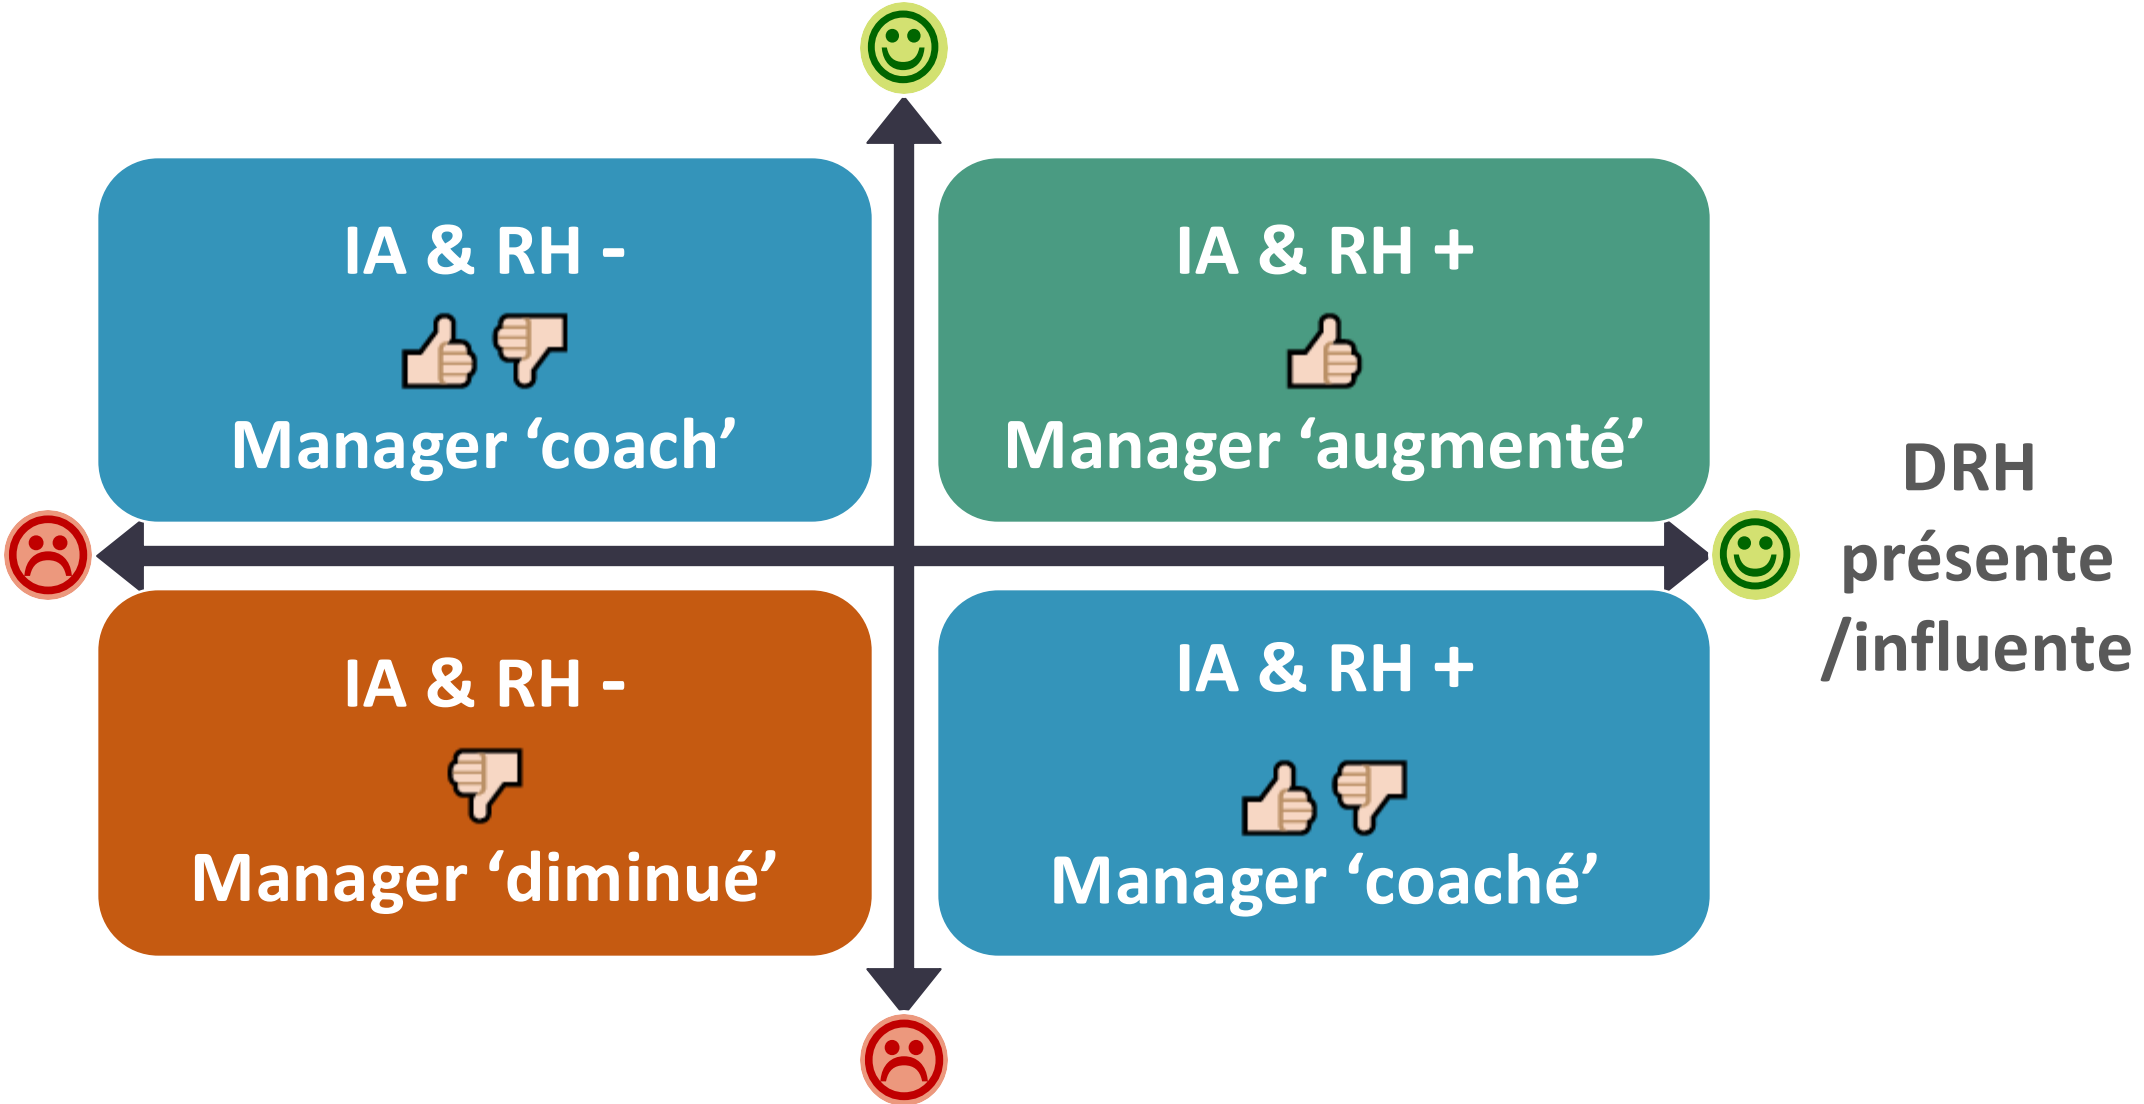 IA & RH -
Manager ‘coach’
IA & RH +
Manager ‘augmenté’
DRH
présente
/influente
IA & RH -
Manager ‘diminué’
IA & RH +
Manager ‘coaché’